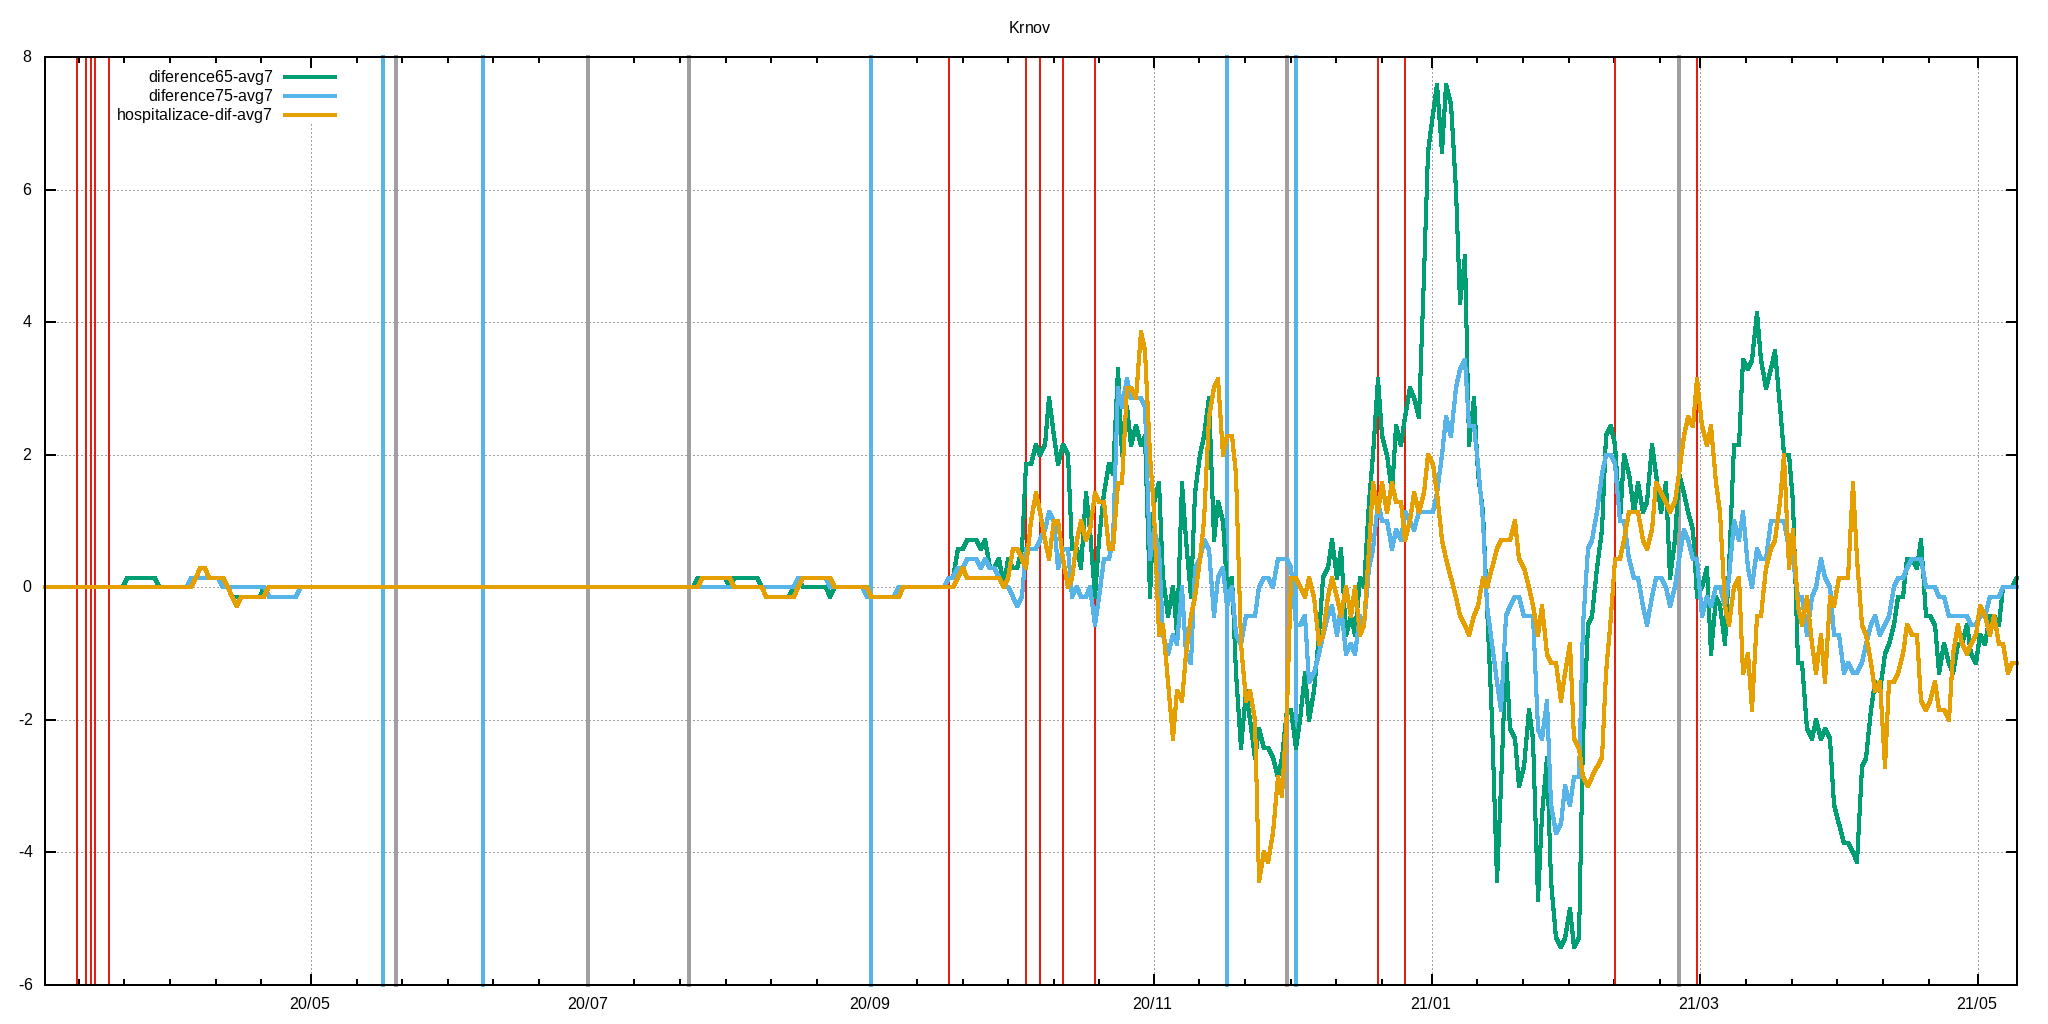 Krnov
8
diference65-avg7
diference75-avg7
hospitalizace-dif-avg7
6
4
2
0
-2
-4
-6
20/05 20/07 20/09 20/11 21/01 21/03 21/05